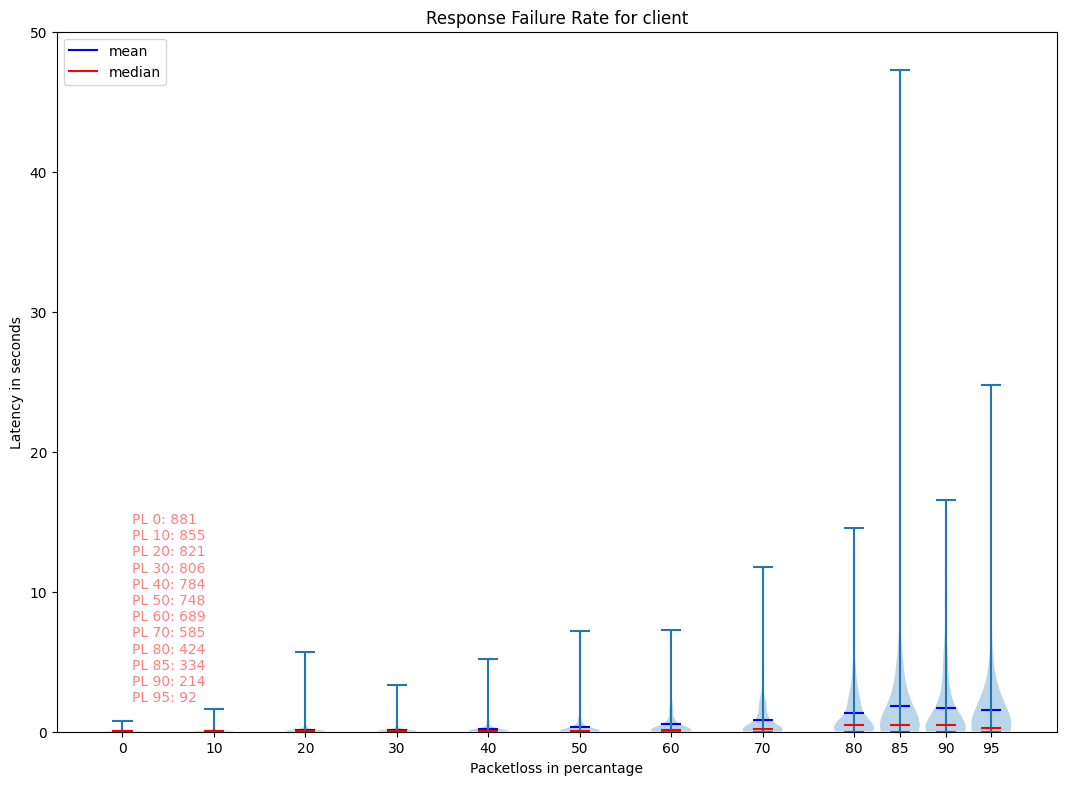 Response Failure Rate for client
mean
median
50
40
30
20
10
0
Latency in seconds
PL 0: 881
PL 10: 855
PL 20: 821
PL 30: 806
PL 40: 784
PL 50: 748
PL 60: 689
PL 70: 585
PL 80: 424
PL 85: 334
PL 90: 214
PL 95: 92
0 10 20 30 40 50 60 70 80 85 90 95
Packetloss in percantage